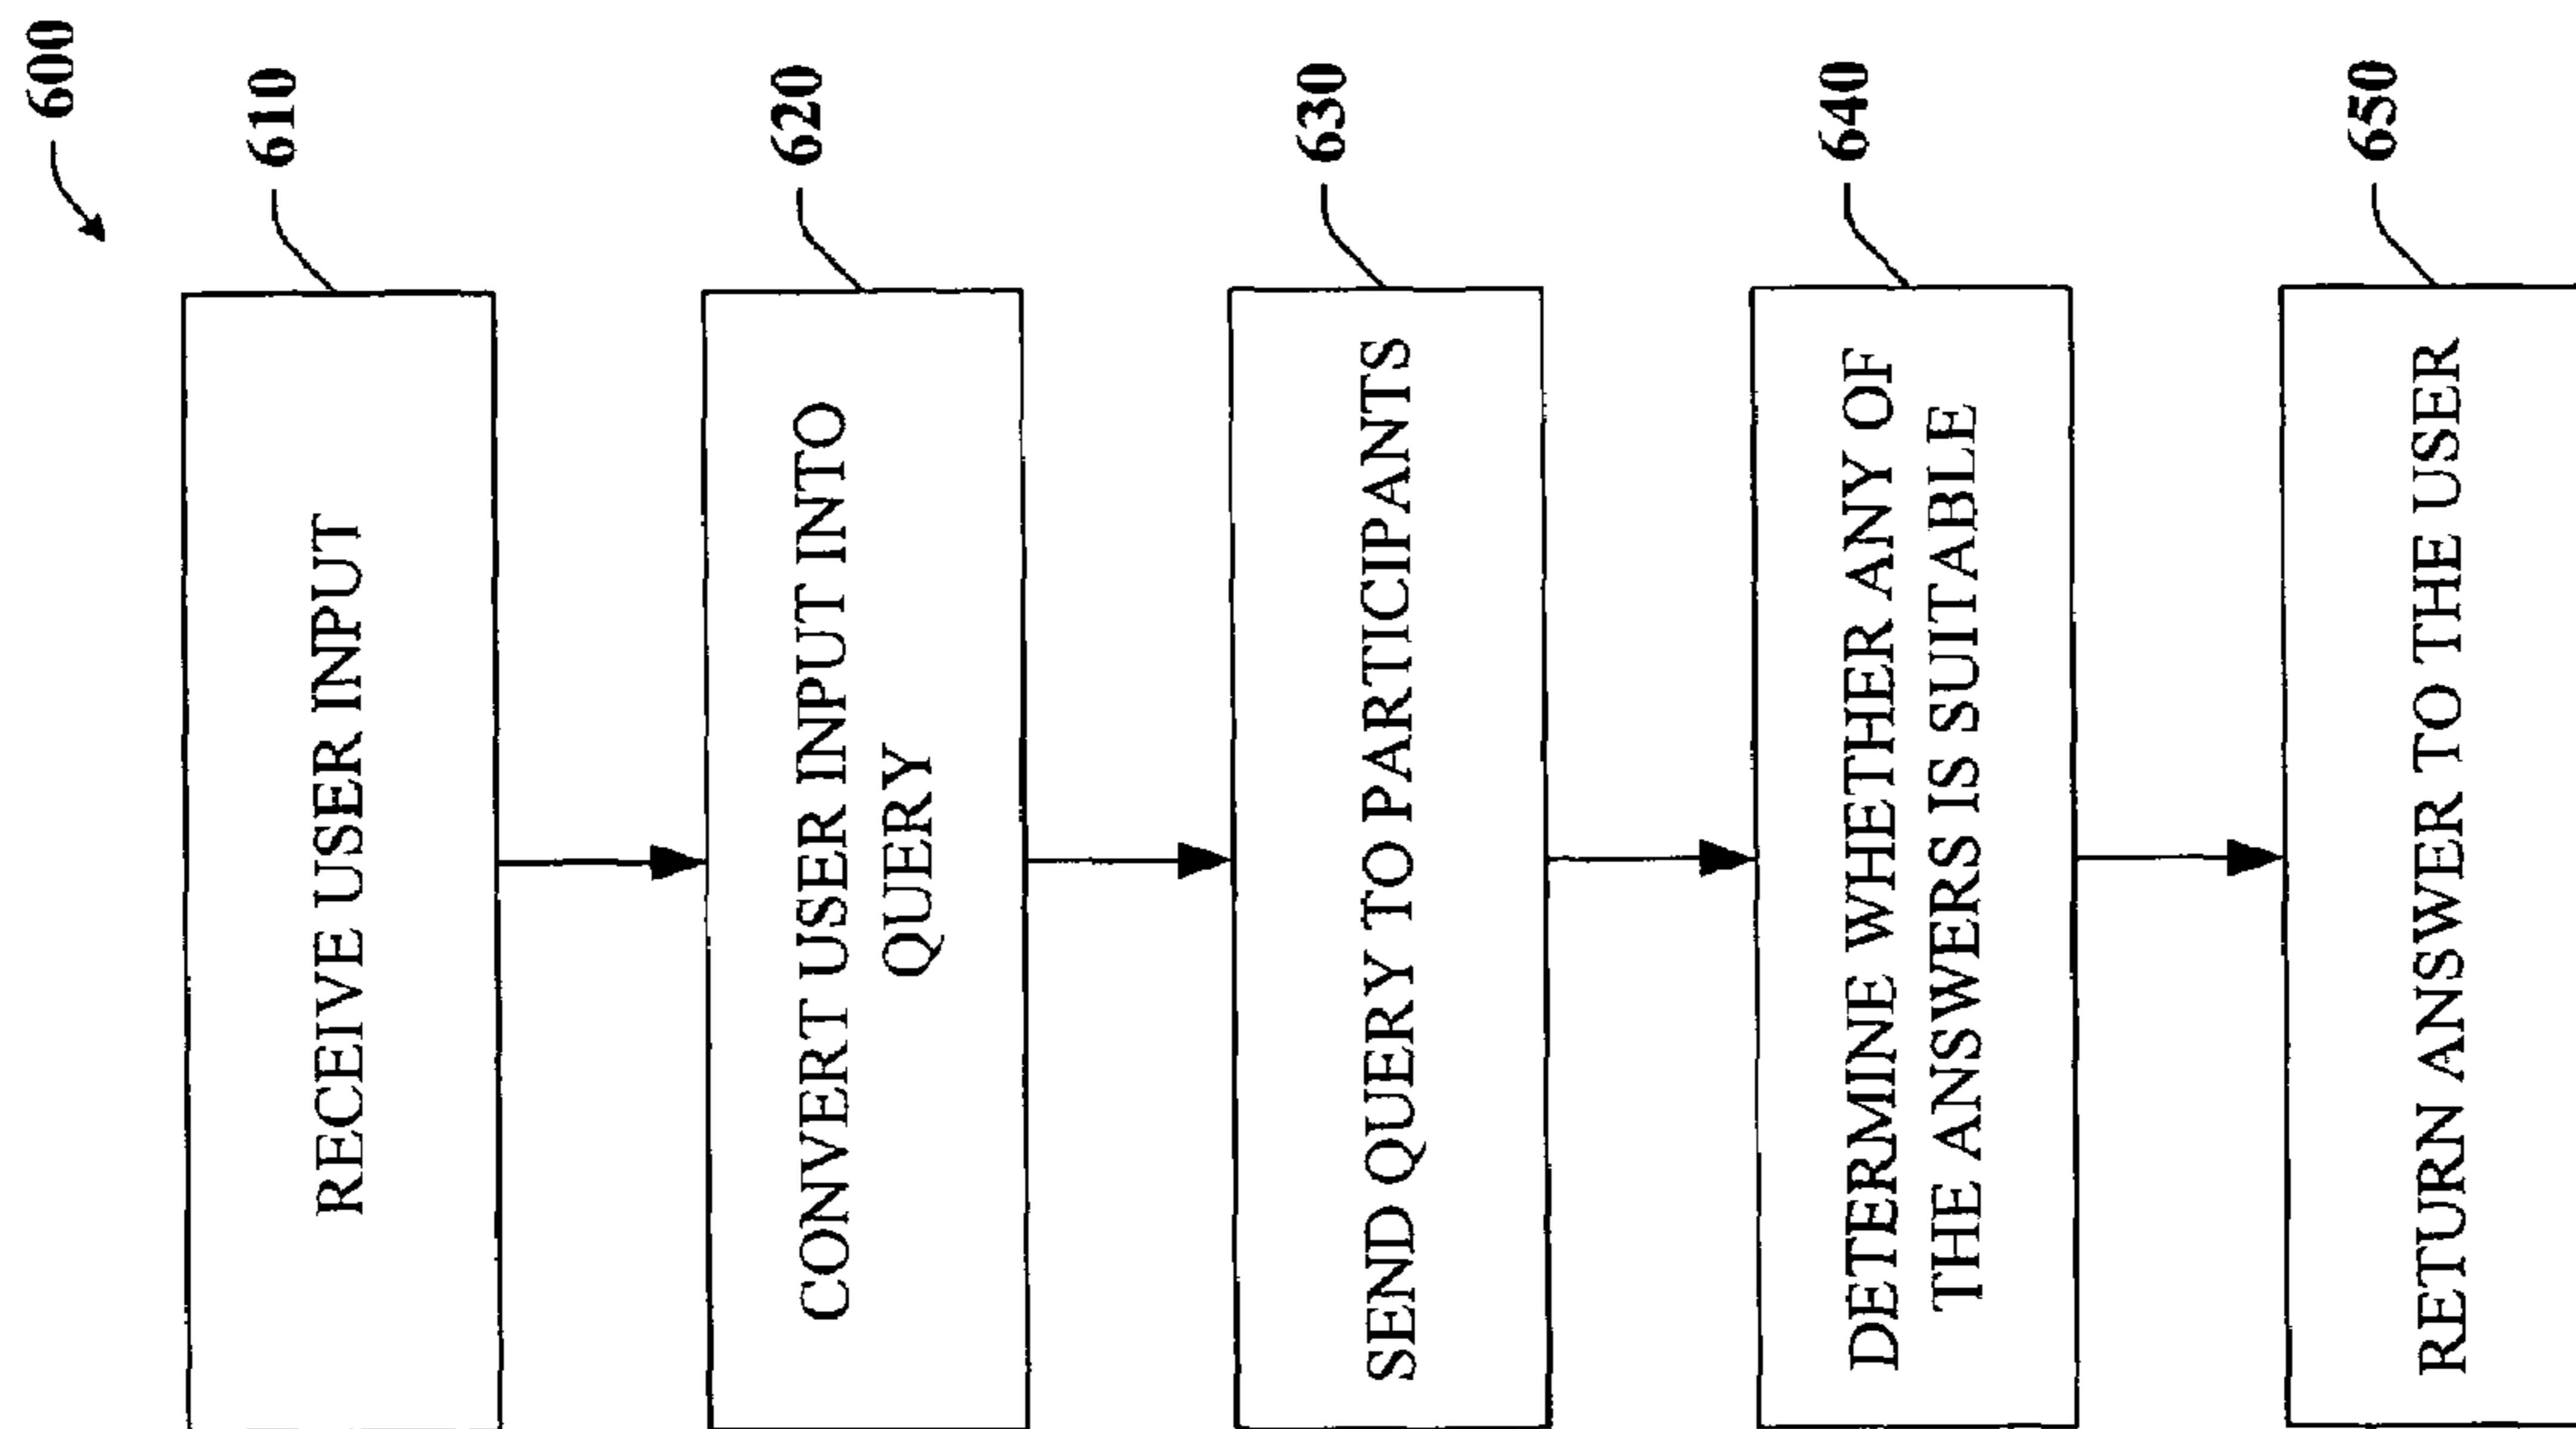 600
610
RECEIVE USER INPUT
620
CONVERT USER INPUT INTO
QUERY
630
SEND QUERY TO PARTICIPANTS
640
DETERMINE WHETHER ANY OF
THE ANSWERS IS SUITABLE
650
RETURN ANSWER TO THE USER